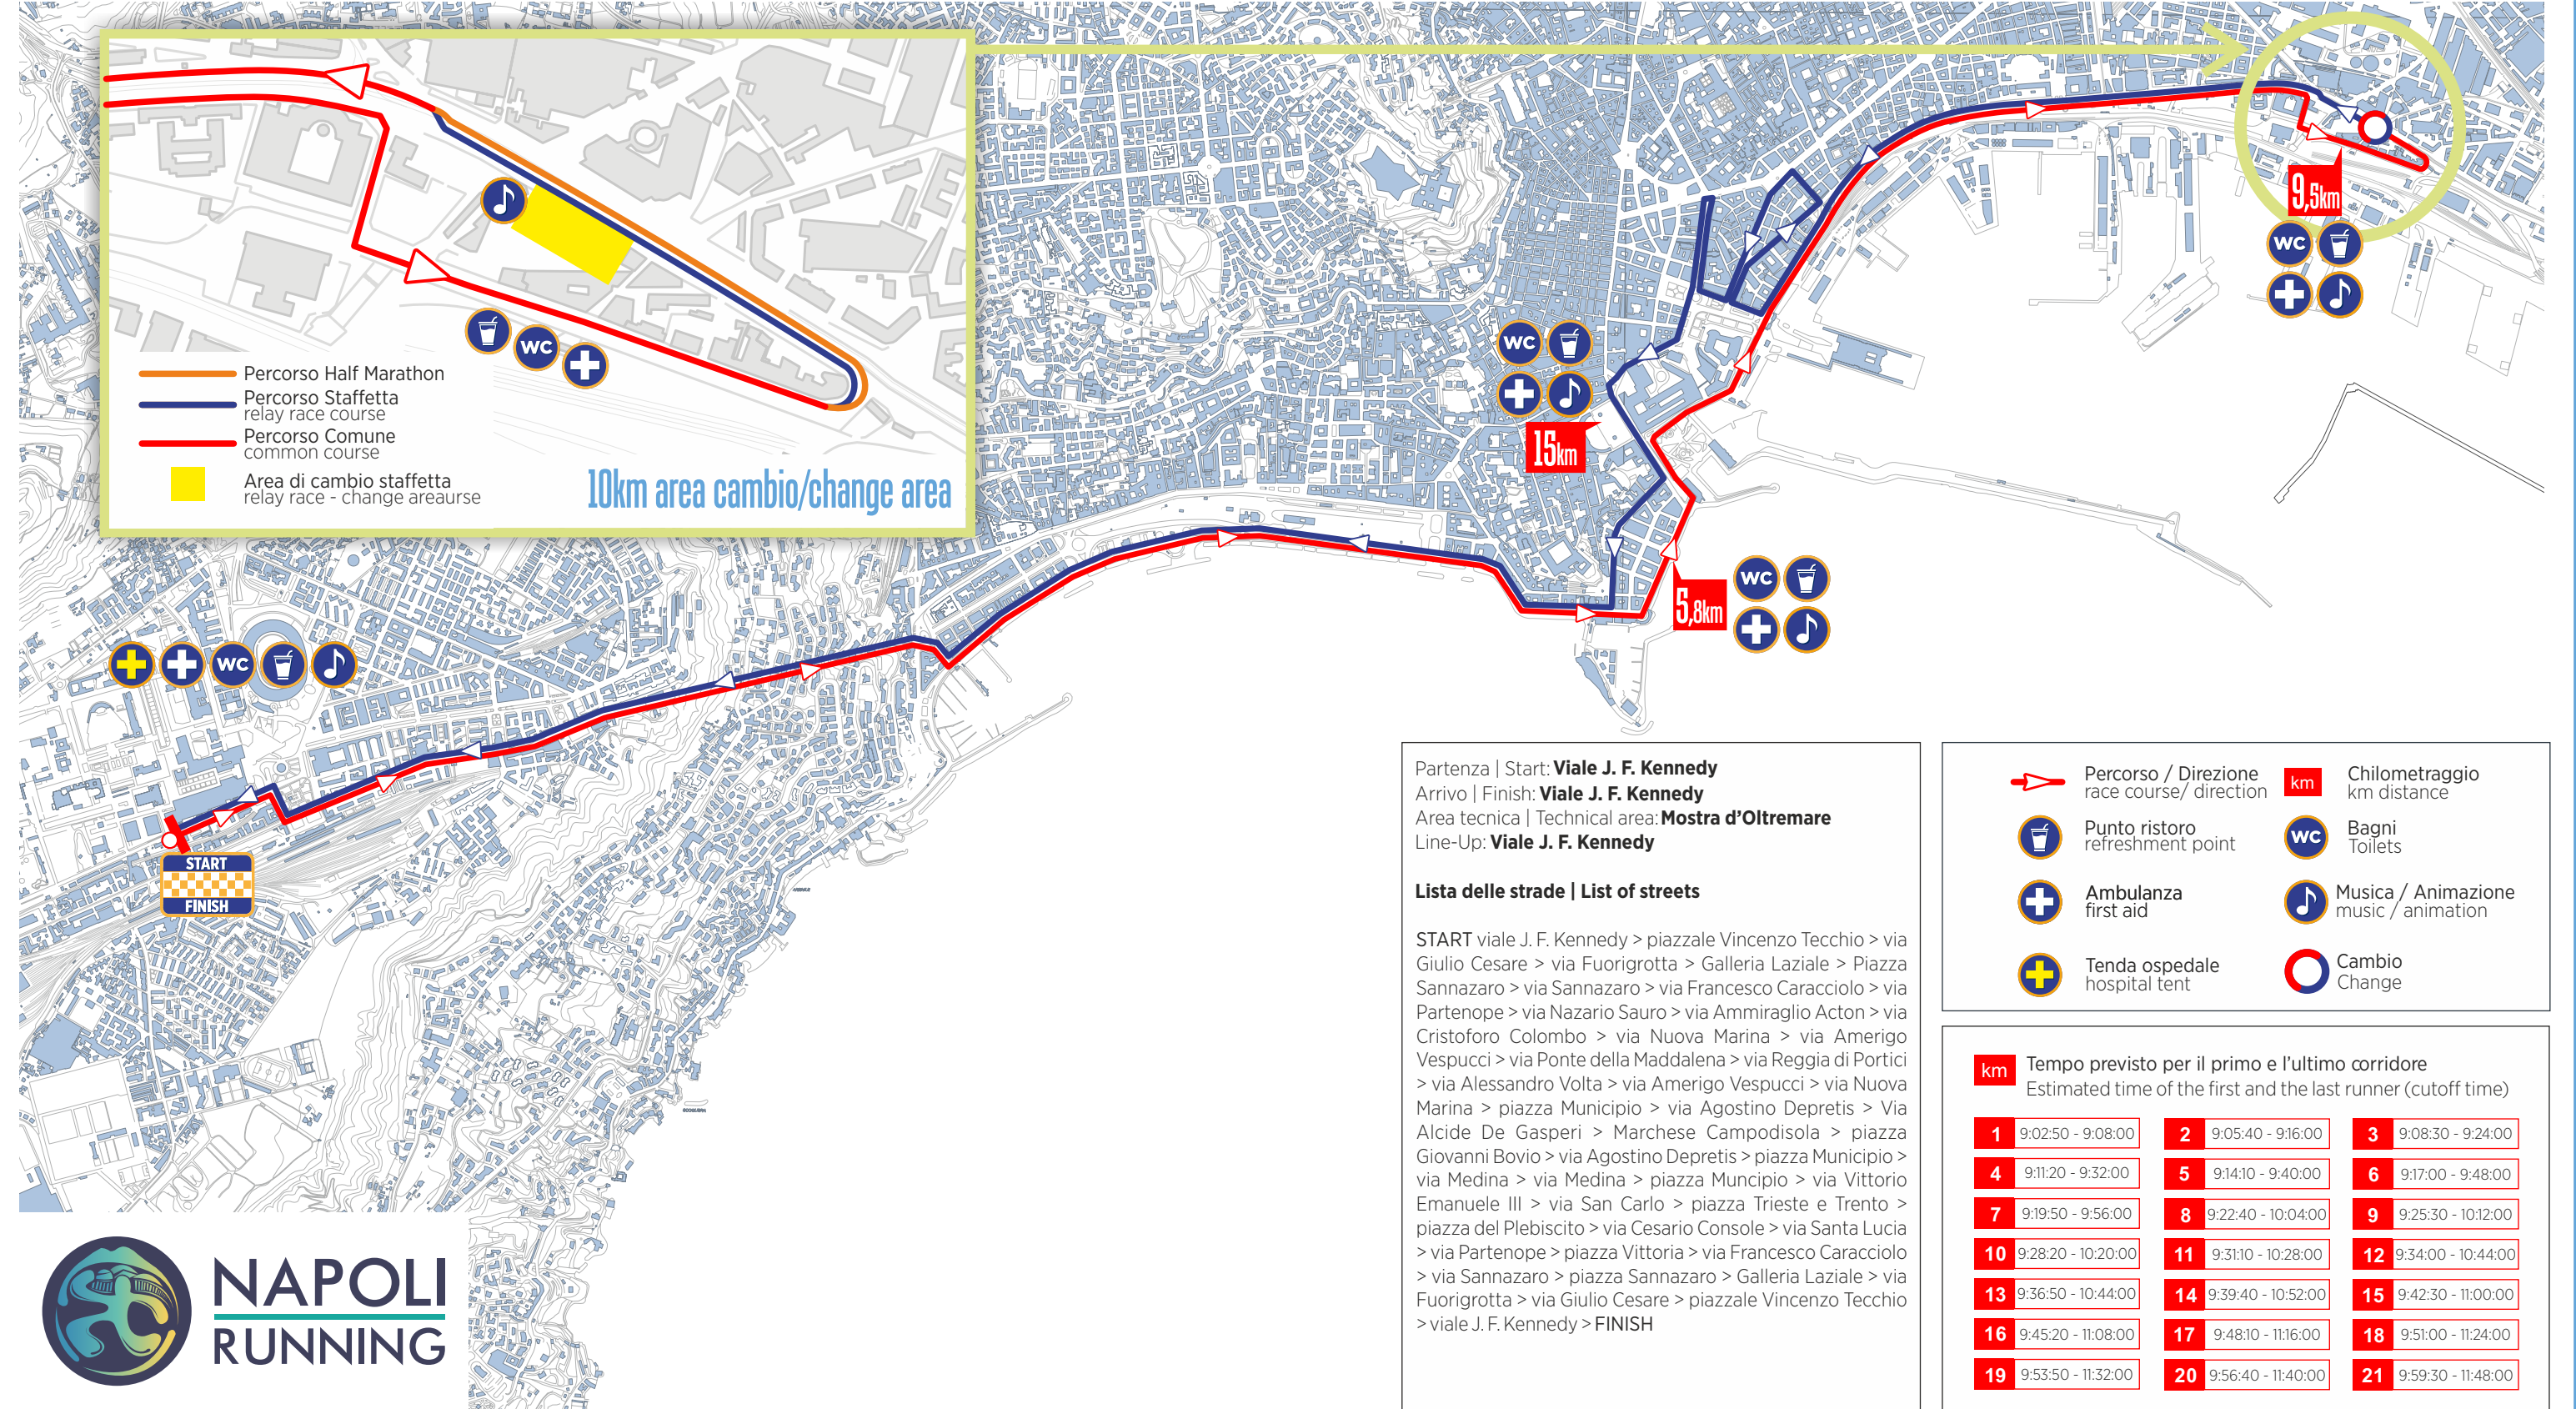 Percorso Half Marathon
Percorso Staffetta
relay race course
Percorso Comune
common course
Area di cambio staffetta
relay race - change areaurse
10km area cambio/change area
9,5km
WC
WC
WC
15km
5,8km
WC
WC
START
FINISH
Partenza | Start: Viale J. F. Kennedy
Arrivo | Finish: Viale J. F. Kennedy
Area tecnica | Technical area: Mostra d'Oltremare
Line-Up: Viale J. F. Kennedy
Lista delle strade | List of streets
START viale J. F. Kennedy > piazzale Vincenzo Tecchio > via
Giulio Cesare > via Fuorigrotta > Galleria Laziale > Piazza
Sannazaro > via Sannazaro > via Francesco Caracciolo > via
Partenope > via Nazario Sauro > via Ammiraglio Acton > via
Cristoforo Colombo > via Nuova Marina > via Amerigo
Vespucci > via Ponte della Maddalena > via Reggia di Portici
> via Alessandro Volta > via Amerigo Vespucci > via Nuova
Marina > piazza Municipio > via Agostino Depretis > Via
Alcide De Gasperi > Marchese Campodisola > piazza
Giovanni Bovio > via Agostino Depretis > piazza Municipio >
via Medina > via Medina > piazza Muncipio > via Vittorio
Emanuele III > via San Carlo > piazza Trieste e Trento >
piazza del Plebiscito > via Cesario Console > via Santa Lucia
> via Partenope > piazza Vittoria > via Francesco Caracciolo
> via Sannazaro > piazza Sannazaro > Galleria Laziale > via
Fuorigrotta > via Giulio Cesare > piazzale Vincenzo Tecchio
> viale J. F. Kennedy > FINISH
Percorso / Direzione
race course/ direction
km
Chilometraggio
km distance
Punto ristoro
refreshment point
WC
Bagni
Toilets
Ambulanza
first aid
Musica / Animazione
music / animation
Tenda ospedale
hospital tent
Cambio
Change
km
Tempo previsto per il primo e l'ultimo corridore
Estimated time of the first and the last runner (cutoff time)
1 9:02:50 - 9:08:00 2 9:05:40 - 9:16:00 3 9:08:30 - 9:24:00
4 9:11:20 - 9:32:00 5 9:14:10 - 9:40:00 6 9:17:00 - 9:48:00
7 9:19:50 - 9:56:00 8 9:22:40 - 10:04:00 9 9:25:30 - 10:12:00
10 9:28:20 - 10:20:00 11 9:31:10 - 10:28:00 12 9:34:00 - 10:44:00
13 9:36:50 - 10:44:00 14 9:39:40 - 10:52:00 15 9:42:30 - 11:00:00
16 9:45:20 - 11:08:00 17 9:48:10 - 11:16:00 18 9:51:00 - 11:24:00
19 9:53:50 - 11:32:00 20 9:56:40 - 11:40:00 21 9:59:30 - 11:48:00
NAPOLI
RUNNING